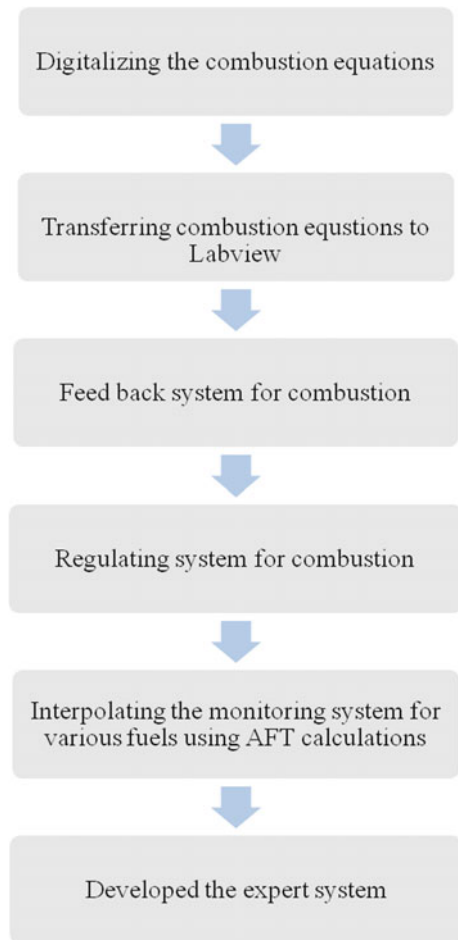 Digitalizing the combustion equations
Transferring combustion equstions to
Labview
Feed back system for combustion
Regulating system for combustion
Interpolating the monitoring system for
various fuels using AFT calculations
Developed the expert system